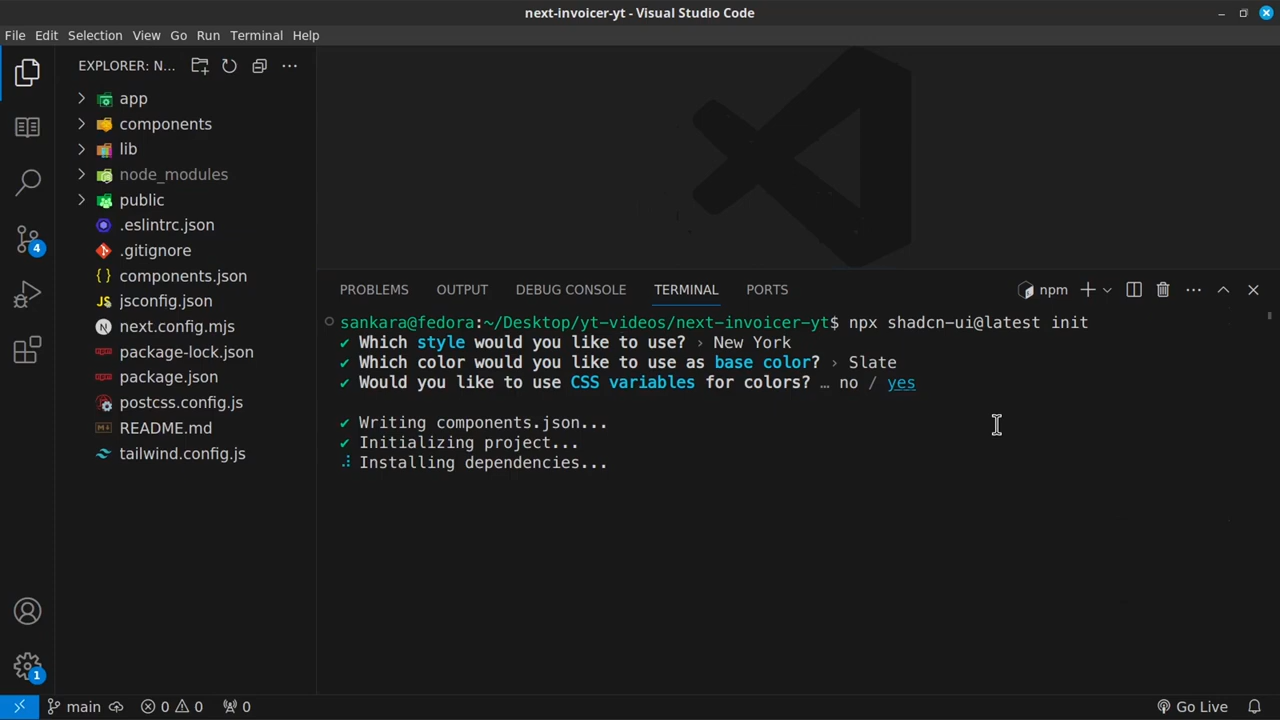 next-invoicer-yt - Visual Studio Code
File Edit Selection View Go Run Terminal Help
EXPLORER: N...
app
components
lib
node_modules
public
.eslintrc.json
.gitignore
components.json
jsconfig.json
next.config.mjs
package-lock.json
package.json
postcss.config.js
README.md
tailwind.config.js
4
1
PROBLEMS OUTPUT DEBUG CONSOLE TERMINAL PORTS
npm
sankara@fedora:~/Desktop/yt-videos/next-invoicer-yt$ npx shadcn-ui@latest init
✔ Which style would you like to use? › New York
✔ Which color would you like to use as base color? › Slate
✔ Would you like to use CSS variables for colors? … no / yes
✔ Writing components.json...
✔ Initializing project...
Installing dependencies...
main 0 0 0
Go Live